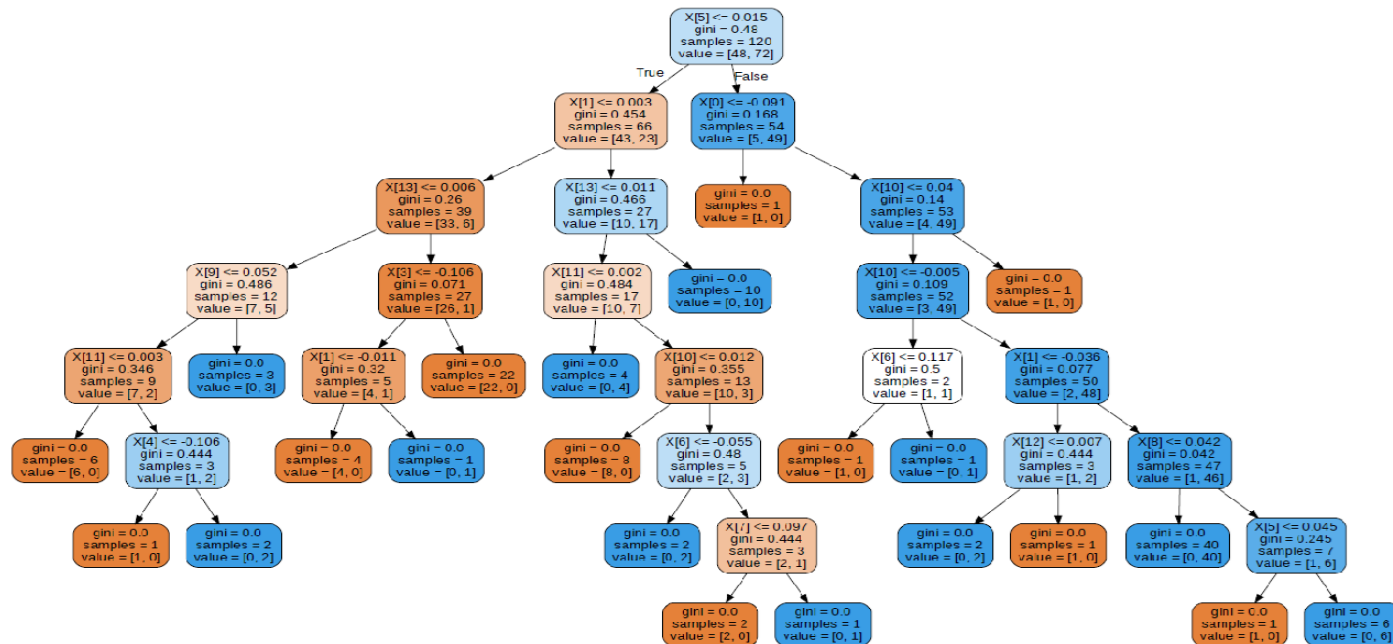 X[5] <= 0.015
gini = 0.48
samples = 120
value = [48, 72]
True
False
X[1] <= 0.003
gini = 0.454
samples = 66
value = [43, 23]
X[0] <= -0.091
gini = 0.168
samples = 54
value = [5, 49]
X[13] <= 0.006
gini = 0.26
samples = 39
value = [33, 6]
X[13] <= 0.011
gini = 0.466
samples = 27
value = [10, 17]
gini = 0.0
samples = 1
value = [1, 0]
X[10] <= 0.04
gini = 0.14
samples = 53
value = [4, 49]
X[9] <= 0.052
gini = 0.486
samples = 12
value = [7, 5]
X[3] <= -0.106
gini = 0.071
samples = 27
value = [26, 1]
X[11] <= 0.002
gini = 0.484
samples = 17
value = [10, 7]
gini = 0.0
samples = 10
value = [0, 10]
X[10] <= -0.005
gini = 0.109
samples = 52
value = [3, 49]
gini = 0.0
samples = 1
value = [1, 0]
X[11] <= 0.003
gini = 0.346
samples = 9
value = [7, 2]
gini = 0.0
samples = 3
value = [0, 3]
X[1] <= -0.011
gini = 0.32
samples = 5
value = [4, 1]
gini = 0.0
samples = 22
value = [22, 0]
gini = 0.0
samples = 4
value = [0, 4]
X[10] <= 0.012
gini = 0.355
samples = 13
value = [10, 3]
X[6] <= 0.117
gini = 0.5
samples = 2
value = [1, 1]
X[1] <= -0.036
gini = 0.077
samples = 50
value = [2, 48]
gini = 0.0
samples = 6
value = [6, 0]
X[4] <= -0.106
gini = 0.444
samples = 3
value = [1, 2]
gini = 0.0
samples = 4
value = [4, 0]
gini = 0.0
samples = 1
value = [0, 1]
gini = 0.0
samples = 8
value = [8, 0]
X[6] <= -0.055
gini = 0.48
samples = 5
value = [2, 3]
gini = 0.0
samples = 1
value = [1, 0]
gini = 0.0
samples = 1
value = [0, 1]
X[12] <= 0.007
gini = 0.444
samples = 3
value = [1, 2]
X[8] <= 0.042
gini = 0.042
samples = 47
value = [1, 46]
gini = 0.0
samples = 1
value = [1, 0]
gini = 0.0
samples = 2
value = [0, 2]
gini = 0.0
samples = 2
value = [0, 2]
X[7] <= 0.097
gini = 0.444
samples = 3
value = [2, 1]
gini = 0.0
samples = 2
value = [0, 2]
gini = 0.0
samples = 1
value = [1, 0]
gini = 0.0
samples = 40
value = [0, 40]
X[5] <= 0.045
gini = 0.245
samples = 7
value = [1, 6]
gini = 0.0
samples = 2
value = [2, 0]
gini = 0.0
samples = 1
value = [0, 1]
gini = 0.0
samples = 1
value = [1, 0]
gini = 0.0
samples = 6
value = [0, 6]